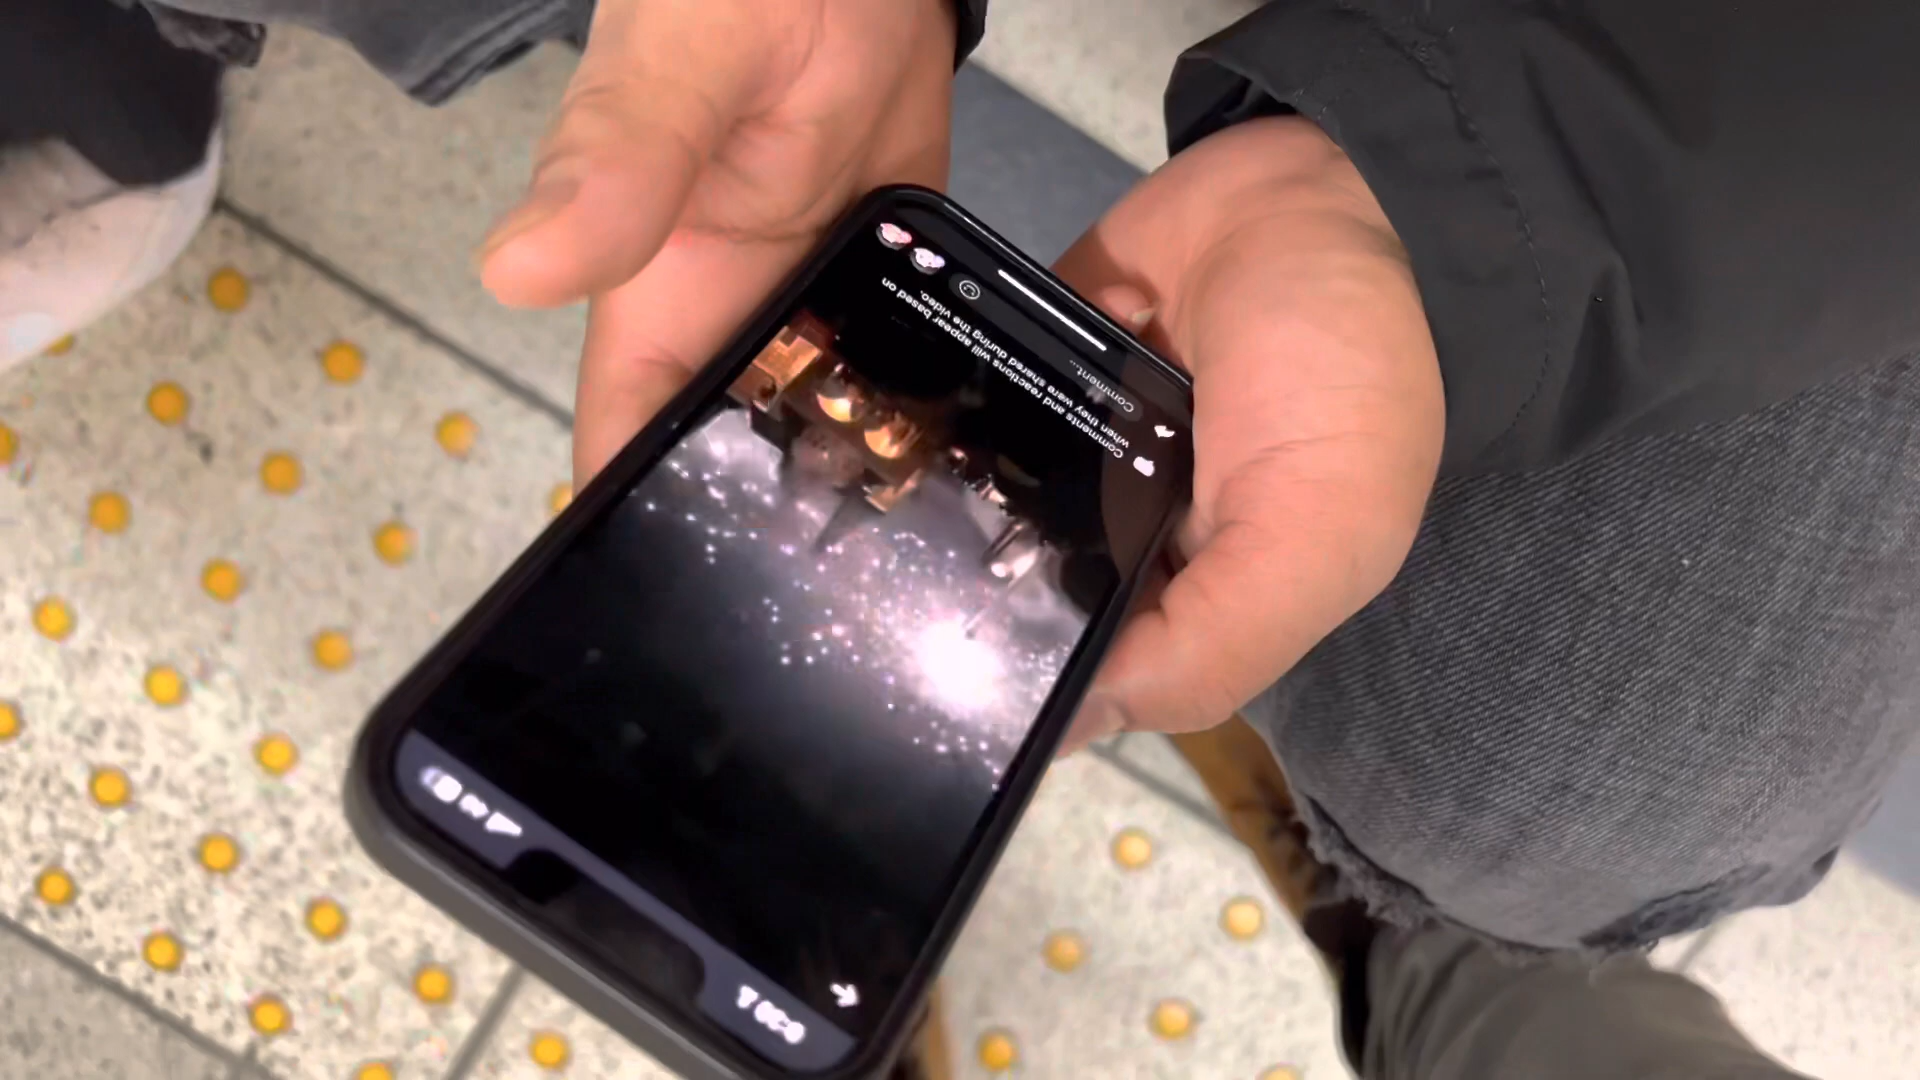 Comments and reactions will appear based on
when they were shared during the video.
Comment...